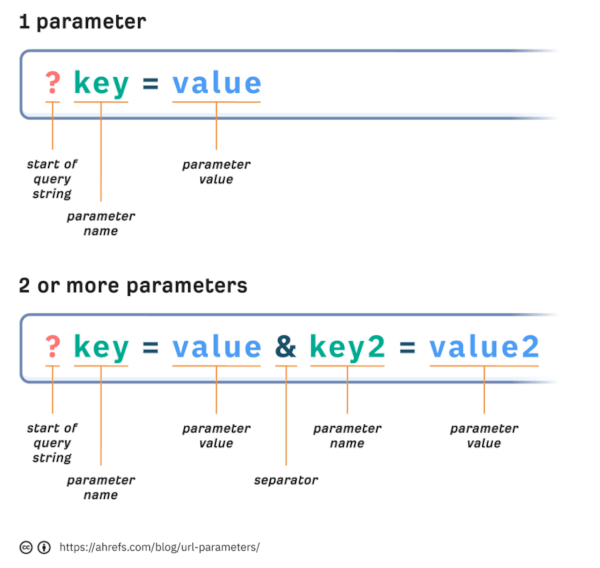 1 parameter
? key = value
start of
query
string
parameter
value
parameter
name
2 or more parameters
? key = value & key2 = value2
start of
query
string
parameter
value
parameter
name
parameter
value
parameter
name
separator
https://ahrefs.com/blog/url-parameters/